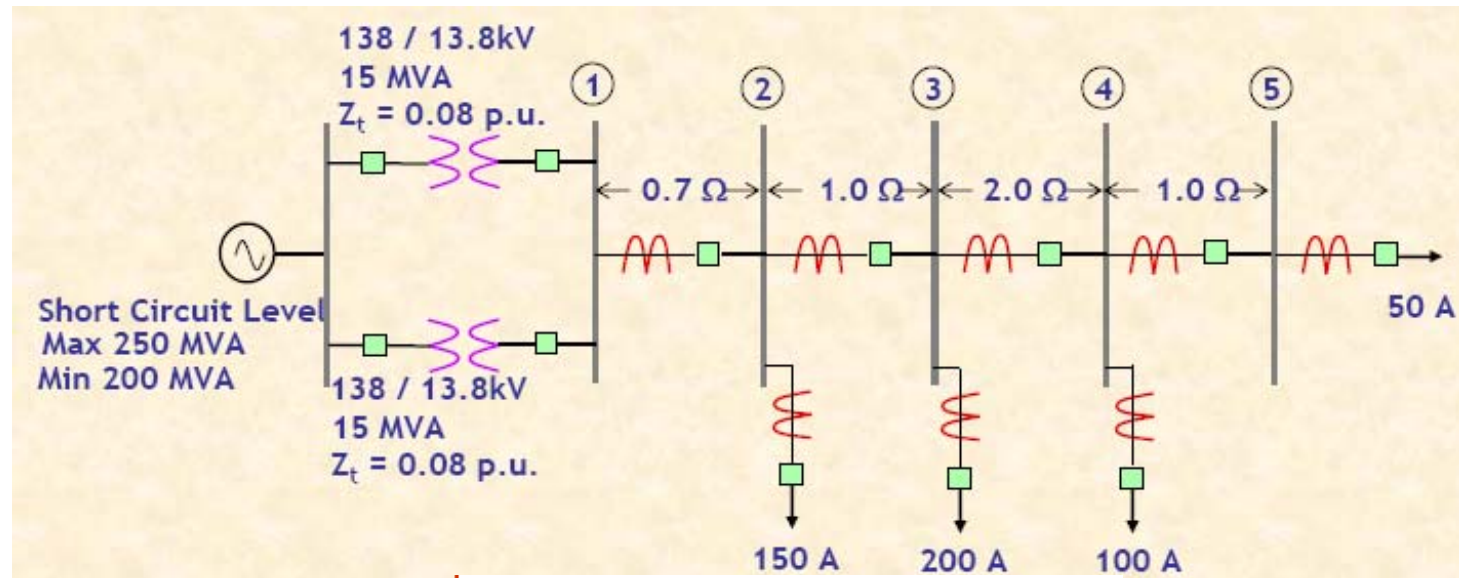 138 / 13.8kV
15 MVA
Zt = 0.08 p.u.
1
2
3
4
5
0.7 Ω
1.0 Ω
2.0 Ω
1.0 Ω
Short Circuit Level
Max 250 MVA
Min 200 MVA
50 A
138 / 13.8kV
15 MVA
Zt = 0.08 p.u.
150 A
200 A
100 A